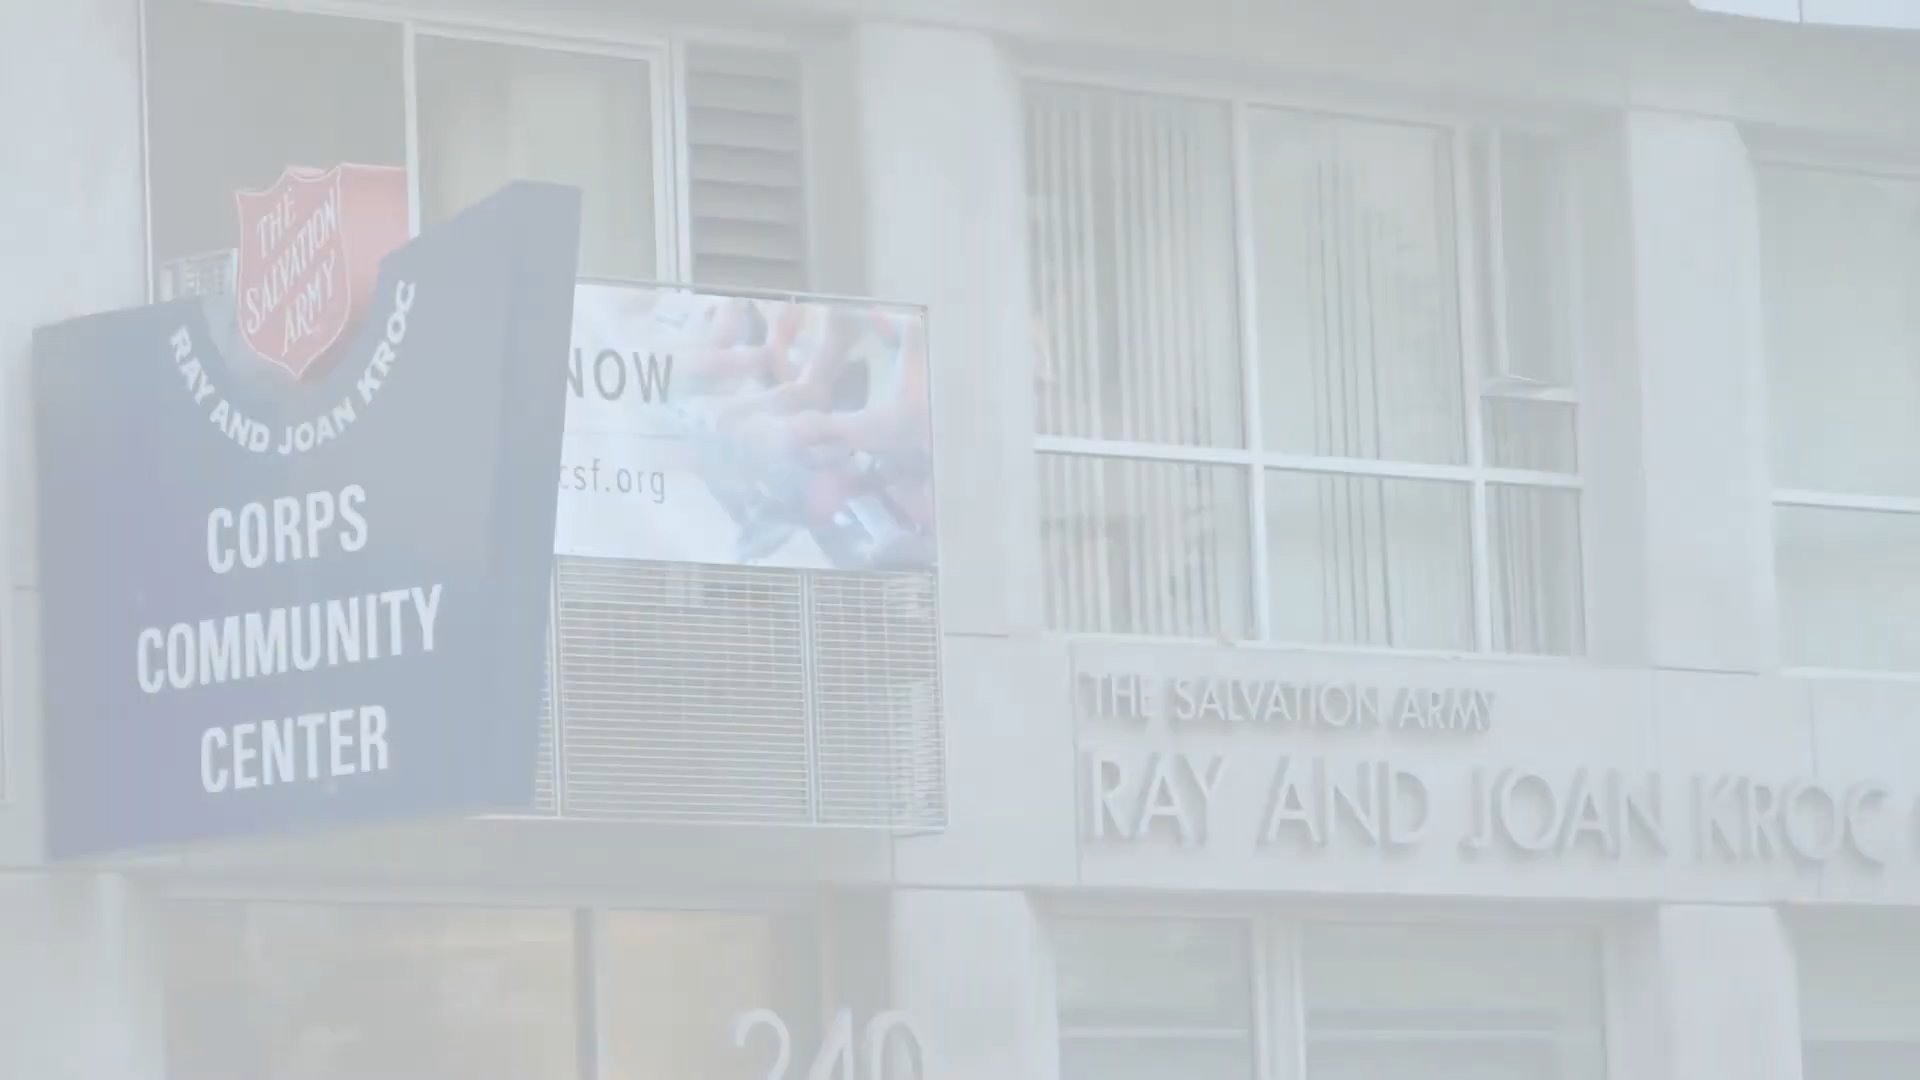 THE
SALVATION
ARMY
RAY AND JOAN KROC
CORPS
COMMUNITY
CENTER
NOW
csf.org
THE SALVATION ARMY
RAY AND JOAN KROC
240